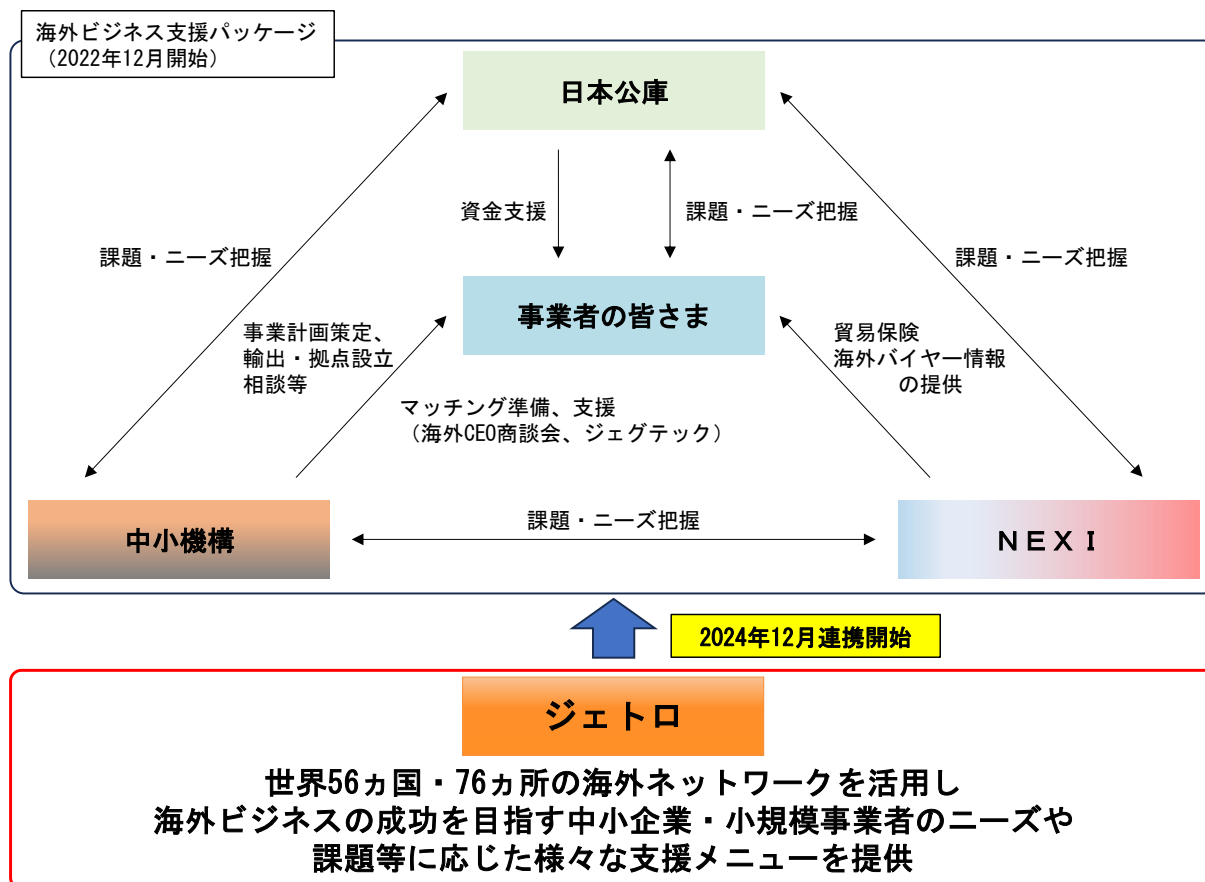 海外ビジネス支援パッケージ
(2022年12月開始)
日本公庫
資金支援
課題・ニーズ把握
課題・ニーズ把握
課題・ニーズ把握
事業者の皆さま
事業計画策定、
輸出・拠点設立
相談等
貿易保険
海外バイヤー情報
の提供
マッチング準備、支援
(海外CEO商談会、ジェグテック)
中小機構
課題・ニーズ把握
NEXI
2024年12月連携開始
ジェトロ
世界56ヵ国・76ヵ所の海外ネットワークを活用し
海外ビジネスの成功を目指す中小企業・小規模事業者のニーズや
課題等に応じた様々な支援メニューを提供